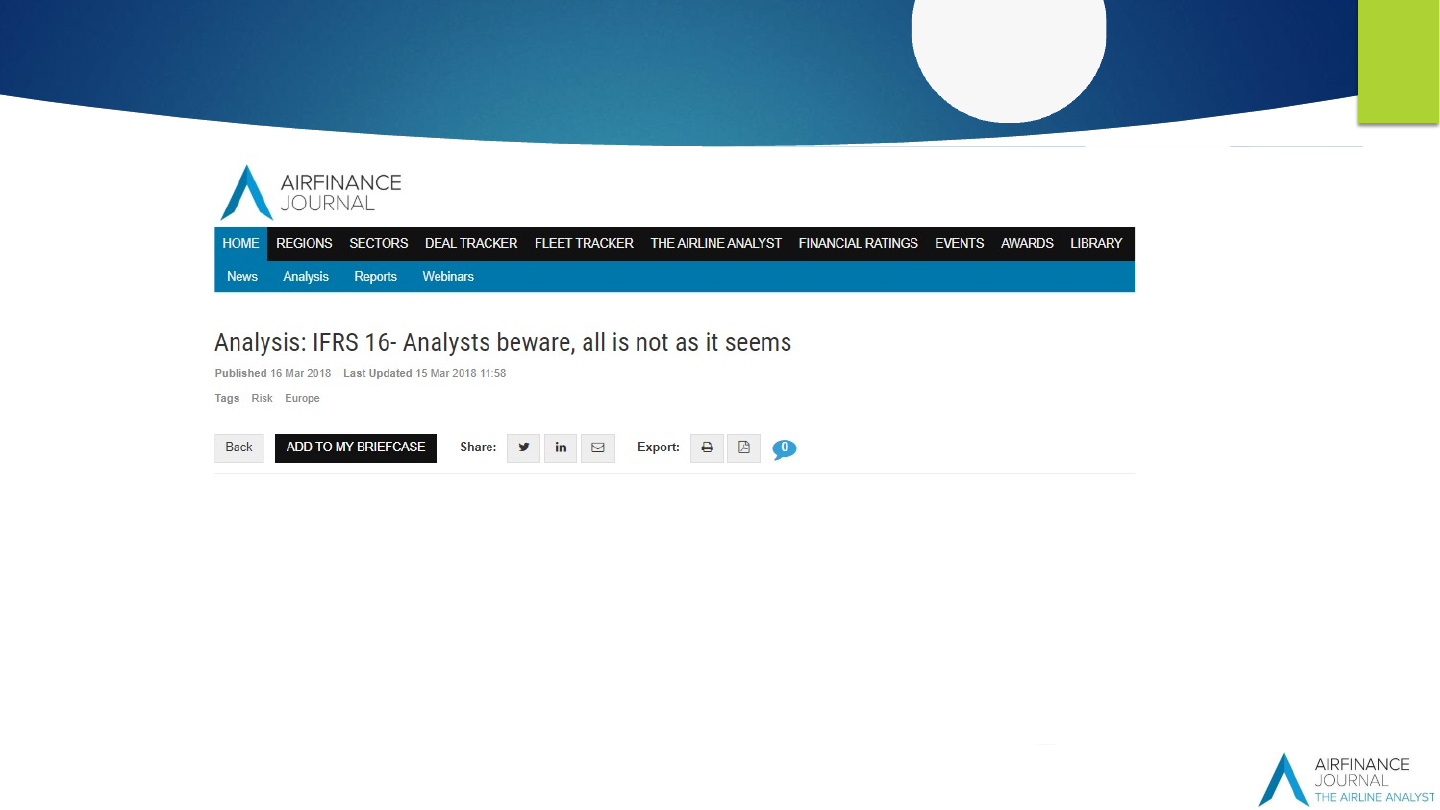 AIRFINANCE
JOURNAL
HOME REGIONS SECTORS DEAL TRACKER FLEET TRACKER THE AIRLINE ANALYST FINANCIAL RATINGS EVENTS AWARDS LIBRARY
News Analysis Reports Webinars
Analysis: IFRS 16- Analysts beware, all is not as it seems
Published 16 Mar 2018 Last Updated 15 Mar 2018 11:58
Tags Risk Europe
Back ADD TO MY BRIEFCASE Share: in Export: 0
AIRFINANCE
JOURNAL
THE AIRLINE ANALYST